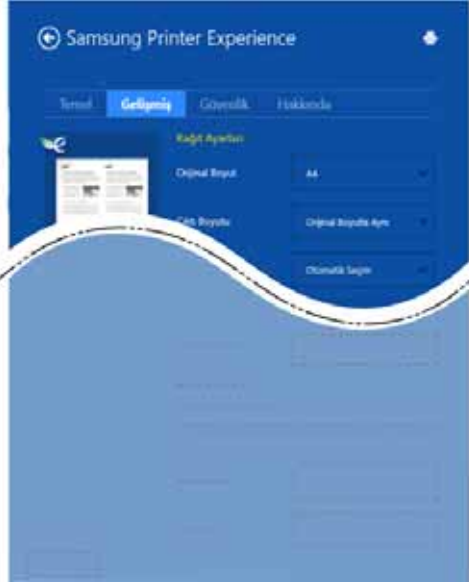 Samsung Printer Experience
Temel Gelişmiş Güvenlik Hakkında
Kağıt Ayarları
Orijinal Boyut A4
Çıktı Boyutu Orijinal Boyutla Aynı
Otomatik Seçim